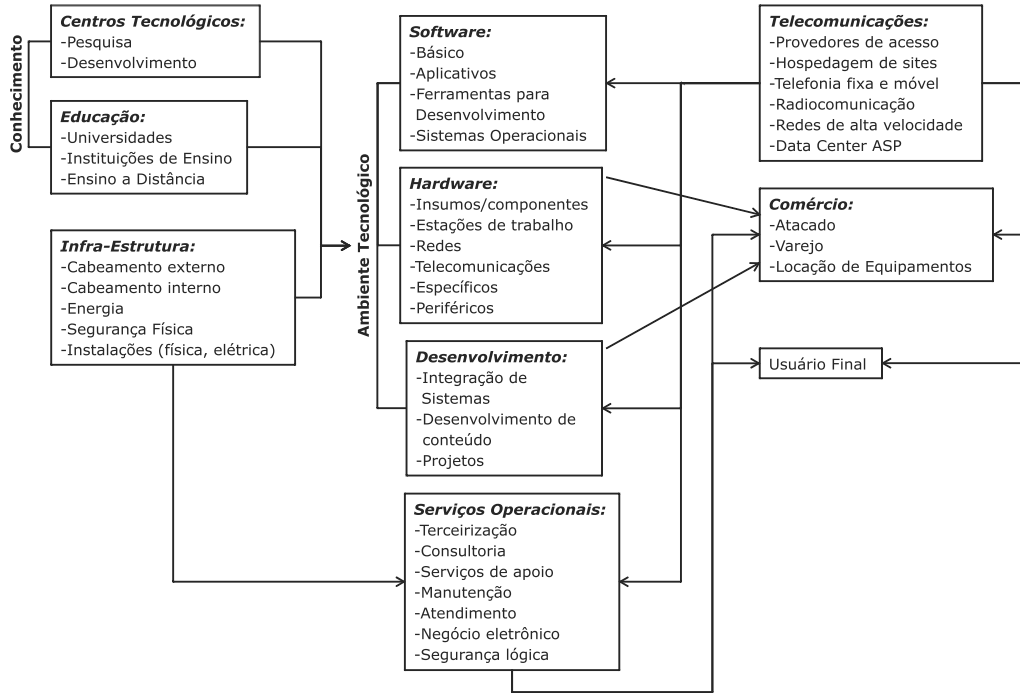 Conhecimento
Centros Tecnológicos:
-Pesquisa
-Desenvolvimento
Educação:
-Universidades
-Instituições de Ensino
-Ensino a Distância
Infra-Estrutura:
-Cabeamento externo
-Cabeamento interno
-Energia
-Segurança Física
-Instalações (física, elétrica)
Ambiente Tecnológico
Software:
-Básico
-Aplicativos
-Ferramentas para
Desenvolvimento
-Sistemas Operacionais
Hardware:
-Insumos/componentes
-Estações de trabalho
-Redes
-Telecomunicações
-Específicos
-Periféricos
Desenvolvimento:
-Integração de
Sistemas
-Desenvolvimento de
conteúdo
-Projetos
Serviços Operacionais:
-Terceirização
-Consultoria
-Serviços de apoio
-Manutenção
-Atendimento
-Negócio eletrônico
-Segurança lógica
Telecomunicações:
-Provedores de acesso
-Hospedagem de sites
-Telefonia fixa e móvel
-Radiocomunicação
-Redes de alta velocidade
-Data Center ASP
Comércio:
-Atacado
-Varejo
-Locação de Equipamentos
Usuário Final